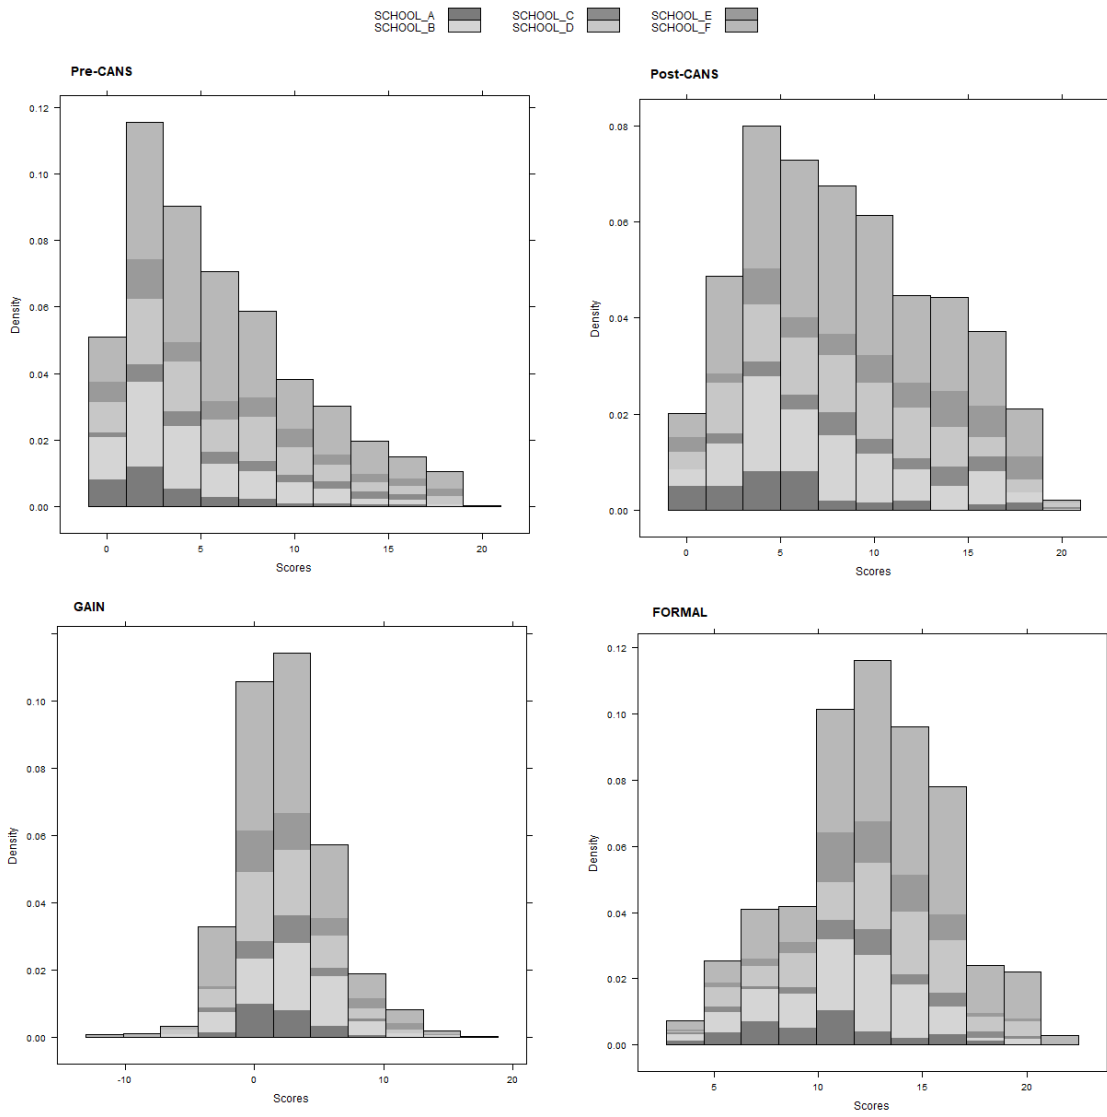 SCHOOL_A SCHOOL_C SCHOOL_E
SCHOOL_B SCHOOL_D SCHOOL_F
Pre-CANS
0.12
0.10
0.08
0.06
0.04
0.02
0.00
Density
0 5 10 15 20
Scores
Post-CANS
0.08
0.06
0.04
0.02
0.00
Density
0 5 10 15 20
Scores
GAIN
0.10
0.08
0.06
0.04
0.02
0.00
Density
-10 0 10 20
Scores
FORMAL
0.12
0.10
0.08
0.06
0.04
0.02
0.00
Density
5 10 15 20
Scores